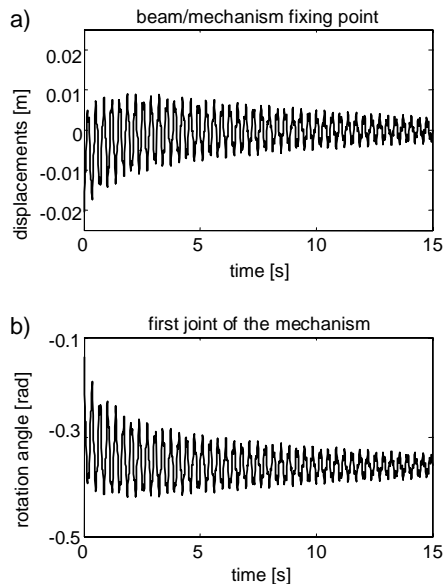 a)
beam/mechanism fixing point
displacements [m]
0.02
0.01
0
-0.01
-0.02
0
5
10
15
time [s]
b)
first joint of the mechanism
rotation angle [rad]
-0.1
-0.3
-0.5
0
5
10
15
time [s]